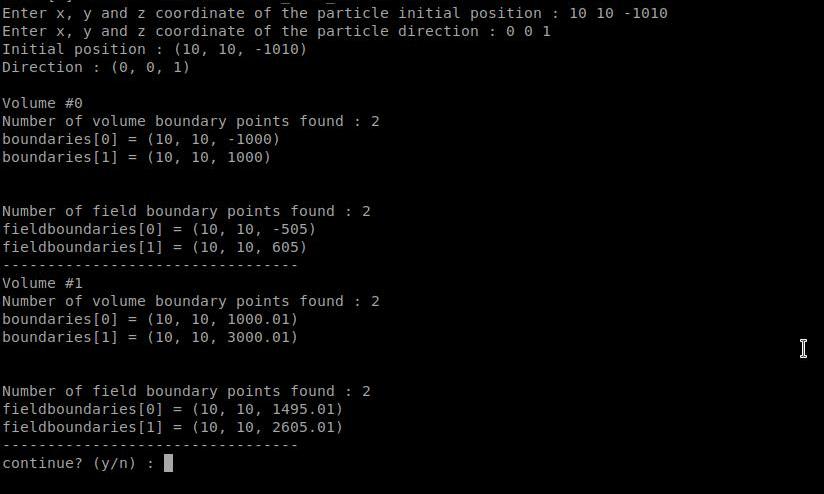 Enter x, y and z coordinate of the particle initial position : 10 10 -1010
Enter x, y and z coordinate of the particle direction : 0 0 1
Initial position : (10, 10, -1010)
Direction : (0, 0, 1)
Volume #0
Number of volume boundary points found : 2
boundaries[0] = (10, 10, -1000)
boundaries[1] = (10, 10, 1000)
Number of field boundary points found : 2
fieldboundaries[0] = (10, 10, -505)
fieldboundaries[1] = (10, 10, 605)
---------------------------------
Volume #1
Number of volume boundary points found : 2
boundaries[0] = (10, 10, 1000.01)
boundaries[1] = (10, 10, 3000.01)
Number of field boundary points found : 2
fieldboundaries[0] = (10, 10, 1495.01)
fieldboundaries[1] = (10, 10, 2605.01)
---------------------------------
continue? (y/n) :